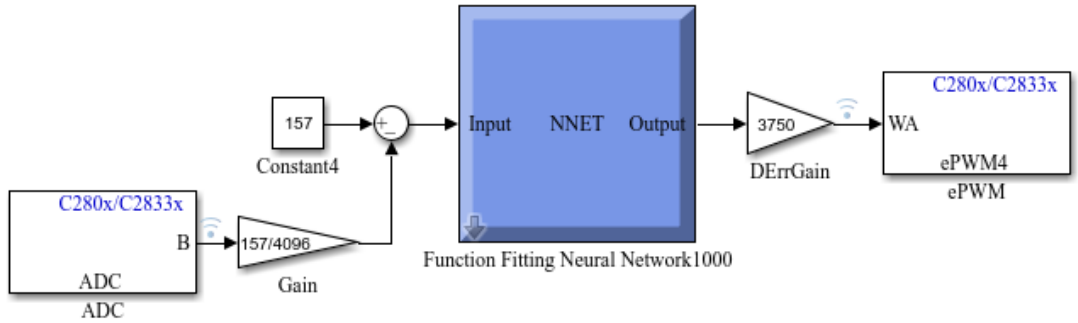 C280x/C2833x
B
ADC
ADC
157/4096
Gain
157
Constant4
+
_
Input
NNET
Output
Function Fitting Neural Network1000
3750
DErrGain
C280x/C2833x
WA
ePWM4
ePWM